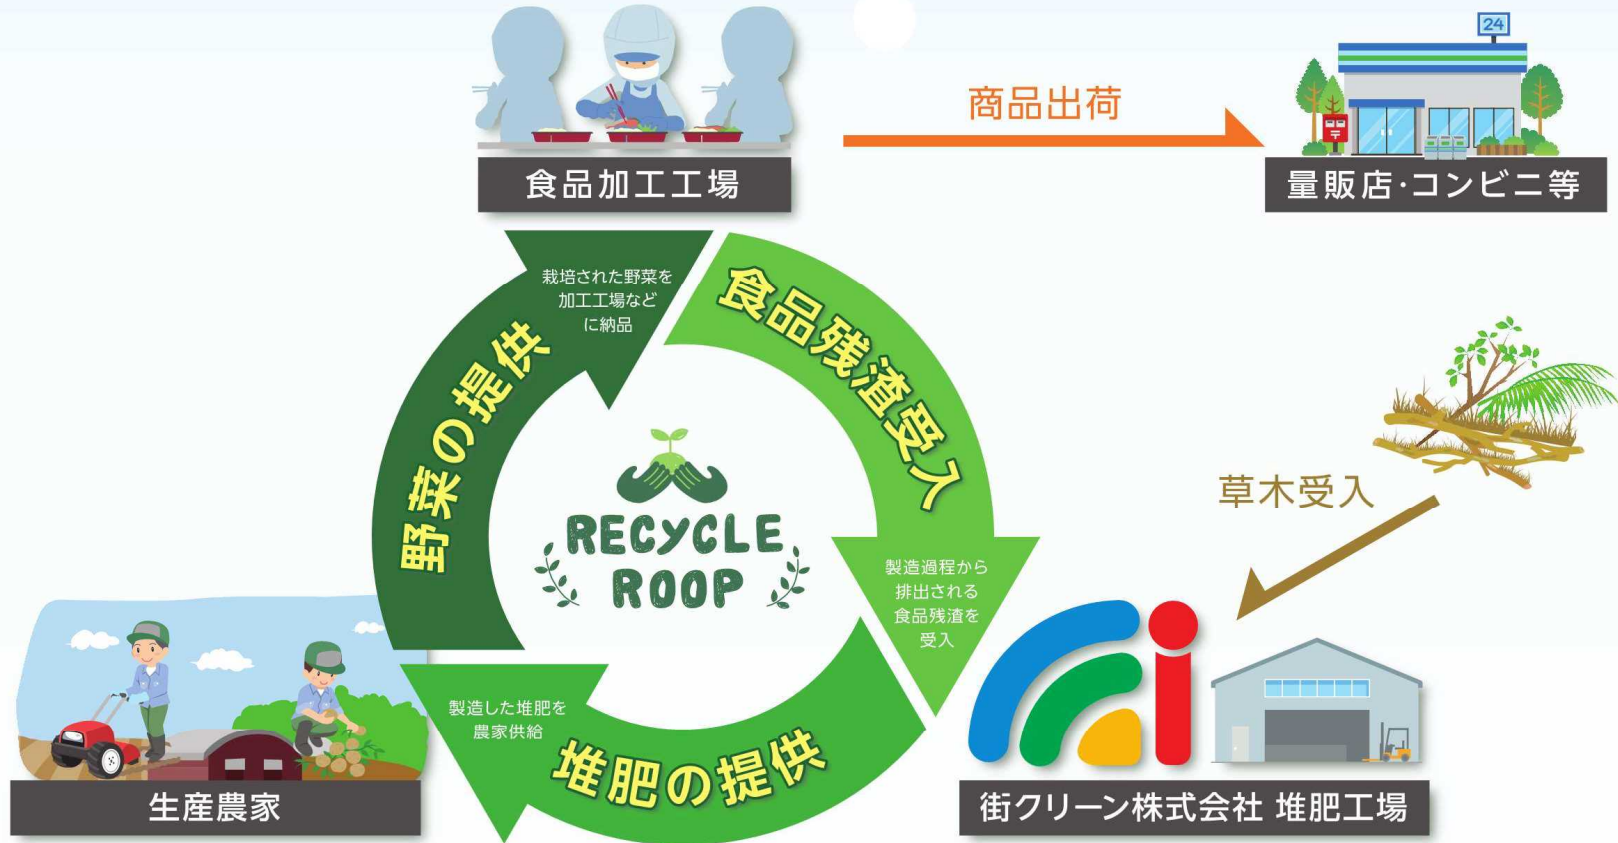 24
商品出荷
食品加工工場
量販店・コンビニ等
栽培された野菜を
加工工場など
に納品
食品残渣受入
野菜の提供
RECYCLE
ROOP
草木受入
製造過程から
排出される
食品残渣を
受入
製造した堆肥を
農家供給
堆肥の提供
生産農家
街クリーン株式会社 堆肥工場